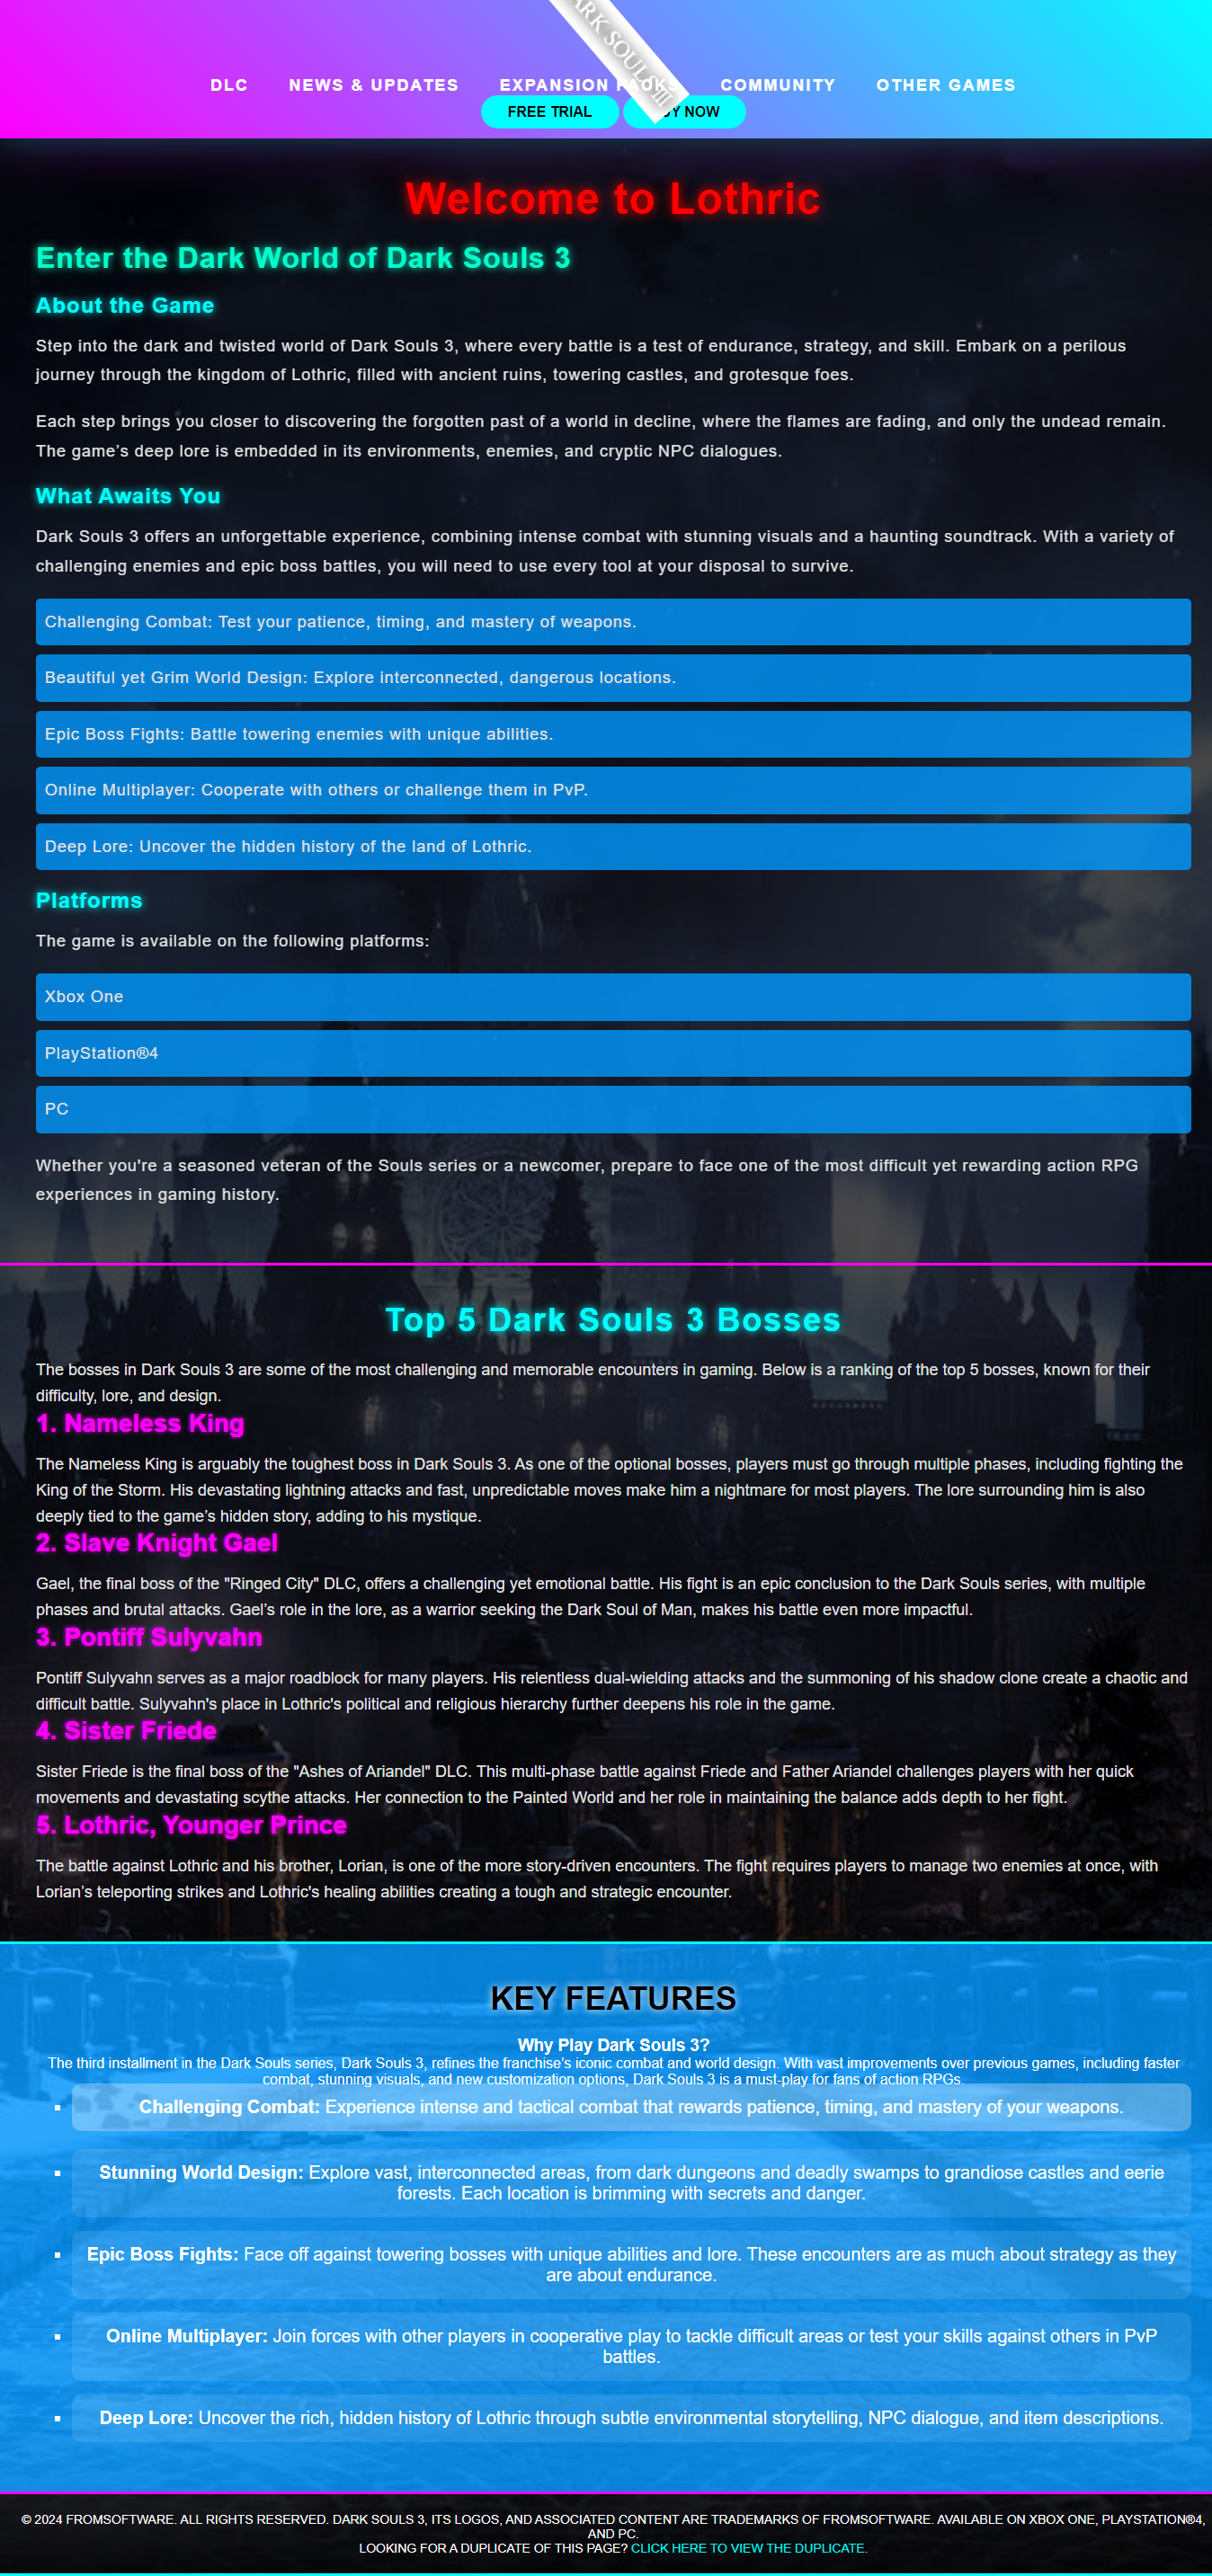 ARK SOULS III
DLC NEWS & UPDATES EXPANSION PACKS COMMUNITY OTHER GAMES
FREE TRIAL BUY NOW
Welcome to Lothric
Enter the Dark World of Dark Souls 3
About the Game
Step into the dark and twisted world of Dark Souls 3, where every battle is a test of endurance, strategy, and skill. Embark on a perilous
journey through the kingdom of Lothric, filled with ancient ruins, towering castles, and grotesque foes.
Each step brings you closer to discovering the forgotten past of a world in decline, where the flames are fading, and only the undead remain.
The game’s deep lore is embedded in its environments, enemies, and cryptic NPC dialogues.
What Awaits You
Dark Souls 3 offers an unforgettable experience, combining intense combat with stunning visuals and a haunting soundtrack. With a variety of
challenging enemies and epic boss battles, you will need to use every tool at your disposal to survive.
Challenging Combat: Test your patience, timing, and mastery of weapons.
Beautiful yet Grim World Design: Explore interconnected, dangerous locations.
Epic Boss Fights: Battle towering enemies with unique abilities.
Online Multiplayer: Cooperate with others or challenge them in PvP.
Deep Lore: Uncover the hidden history of the land of Lothric.
Platforms
The game is available on the following platforms:
Xbox One
PlayStation®4
PC
Whether you're a seasoned veteran of the Souls series or a newcomer, prepare to face one of the most difficult yet rewarding action RPG
experiences in gaming history.
Top 5 Dark Souls 3 Bosses
The bosses in Dark Souls 3 are some of the most challenging and memorable encounters in gaming. Below is a ranking of the top 5 bosses, known for their
difficulty, lore, and design.
1. Nameless King
The Nameless King is arguably the toughest boss in Dark Souls 3. As one of the optional bosses, players must go through multiple phases, including fighting the
King of the Storm. His devastating lightning attacks and fast, unpredictable moves make him a nightmare for most players. The lore surrounding him is also
deeply tied to the game’s hidden story, adding to his mystique.
2. Slave Knight Gael
Gael, the final boss of the "Ringed City" DLC, offers a challenging yet emotional battle. His fight is an epic conclusion to the Dark Souls series, with multiple
phases and brutal attacks. Gael’s role in the lore, as a warrior seeking the Dark Soul of Man, makes his battle even more impactful.
3. Pontiff Sulyvahn
Pontiff Sulyvahn serves as a major roadblock for many players. His relentless dual-wielding attacks and the summoning of his shadow clone create a chaotic and
difficult battle. Sulyvahn's place in Lothric's political and religious hierarchy further deepens his role in the game.
4. Sister Friede
Sister Friede is the final boss of the "Ashes of Ariandel" DLC. This multi-phase battle against Friede and Father Ariandel challenges players with her quick
movements and devastating scythe attacks. Her connection to the Painted World and her role in maintaining the balance adds depth to her fight.
5. Lothric, Younger Prince
The battle against Lothric and his brother, Lorian, is one of the more story-driven encounters. The fight requires players to manage two enemies at once, with
Lorian’s teleporting strikes and Lothric's healing abilities creating a tough and strategic encounter.
KEY FEATURES
Why Play Dark Souls 3?
The third installment in the Dark Souls series, Dark Souls 3, refines the franchise’s iconic combat and world design. With vast improvements over previous games, including faster
combat, stunning visuals, and new customization options, Dark Souls 3 is a must-play for fans of action RPGs.
Challenging Combat: Experience intense and tactical combat that rewards patience, timing, and mastery of your weapons.
Stunning World Design: Explore vast, interconnected areas, from dark dungeons and deadly swamps to grandiose castles and eerie
forests. Each location is brimming with secrets and danger.
Epic Boss Fights: Face off against towering bosses with unique abilities and lore. These encounters are as much about strategy as they
are about endurance.
Online Multiplayer: Join forces with other players in cooperative play to tackle difficult areas or test your skills against others in PvP
battles.
Deep Lore: Uncover the rich, hidden history of Lothric through subtle environmental storytelling, NPC dialogue, and item descriptions.
© 2024 FROMSOFTWARE. ALL RIGHTS RESERVED. DARK SOULS 3, ITS LOGOS, AND ASSOCIATED CONTENT ARE TRADEMARKS OF FROMSOFTWARE. AVAILABLE ON XBOX ONE, PLAYSTATION®4,
AND PC.
LOOKING FOR A DUPLICATE OF THIS PAGE? CLICK HERE TO VIEW THE DUPLICATE.